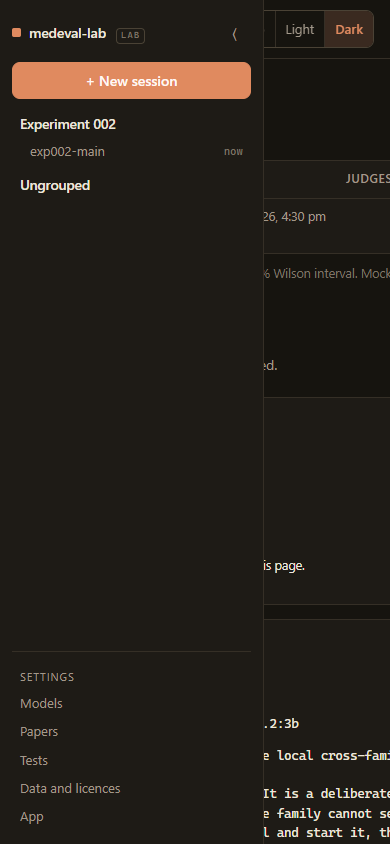 medeval-lab LAB
Light Dark
+ New session
Experiment 002
exp002-main now
JUDGES
Ungrouped
26, 4:30 pm
% Wilson interval. Mock
ed.
is page.
SETTINGS
Models
.2:3b
Papers
e local cross-fami
Tests
Data and licences
It is a deliberate
e family cannot se
App
l and start it, th